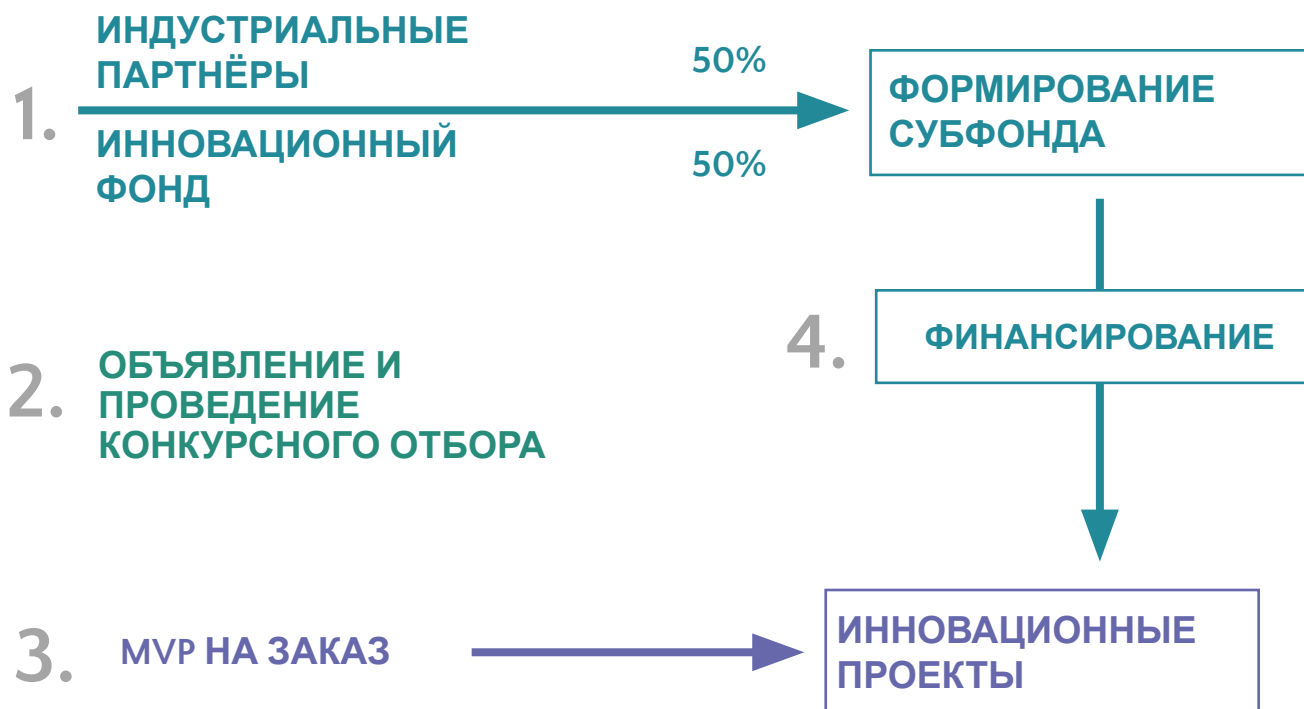 1.
ИНДУСТРИАЛЬНЫЕ
ПАРТНЁРЫ
50%
ИННОВАЦИОННЫЙ
ФОНД
50%
ФОРМИРОВАНИЕ
СУБФОНДА
2.
ОБЪЯВЛЕНИЕ И
ПРОВЕДЕНИЕ
КОНКУРСНОГО ОТБОРА
4.
ФИНАНСИРОВАНИЕ
3.
MVP НА ЗАКАЗ
ИННОВАЦИОННЫЕ
ПРОЕКТЫ